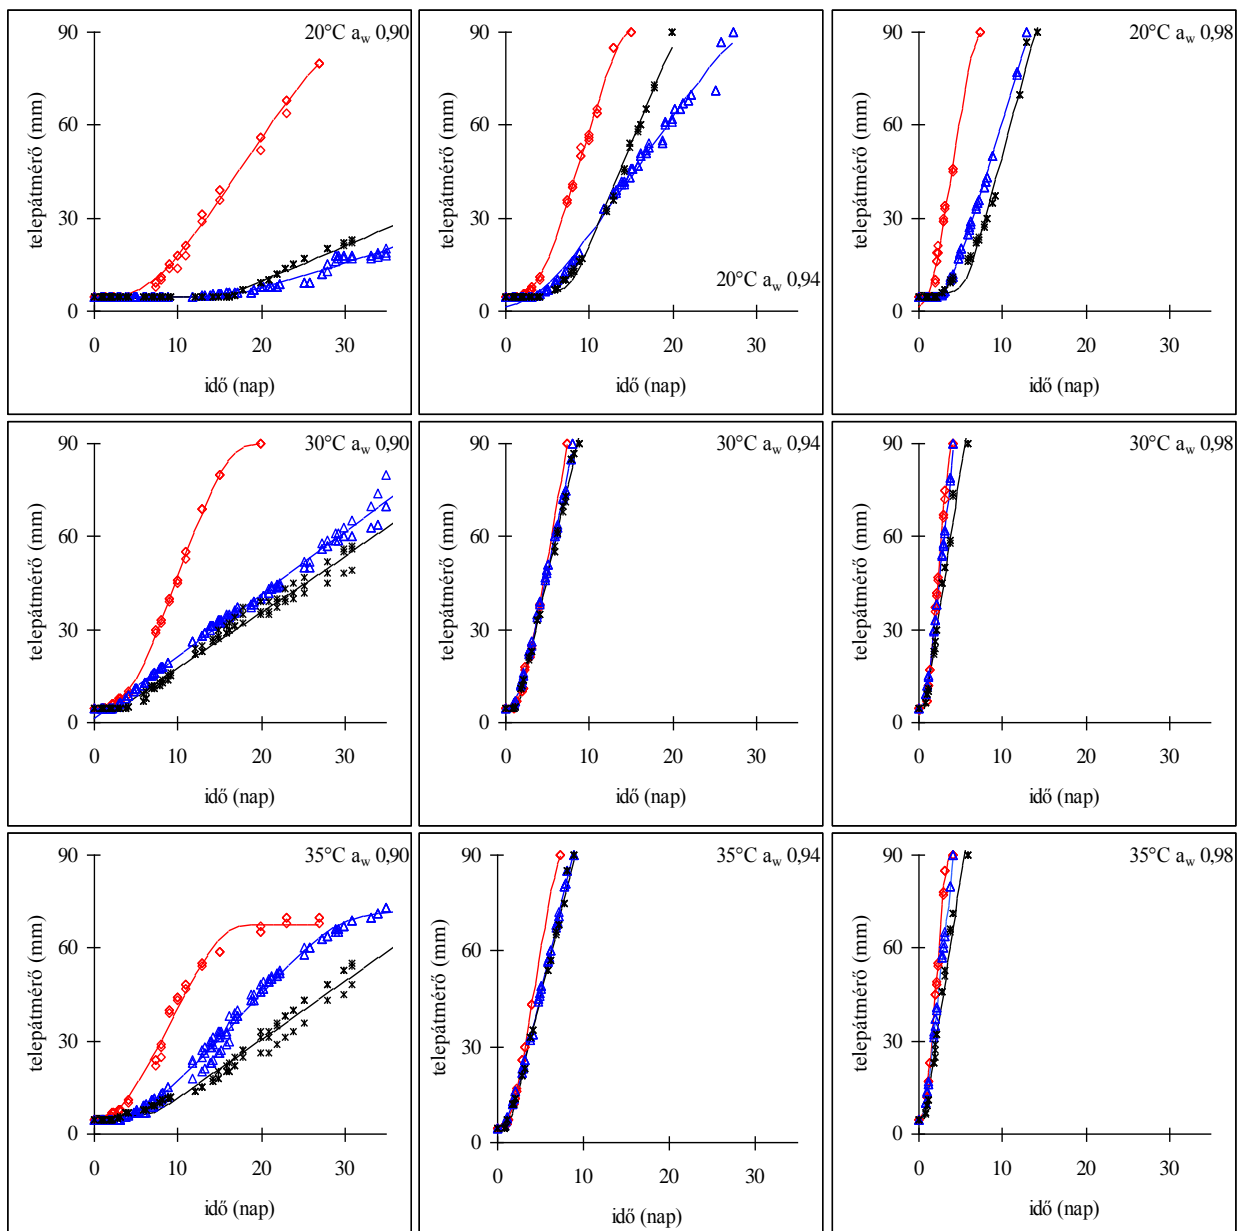 20°C aw 0,90
telepátmérő (mm)
90
60
30
0
0 10 20 30
idő (nap)
20°C aw 0,94
telepátmérő (mm)
90
60
30
0
0 10 20 30
idő (nap)
20°C aw 0,98
telepátmérő (mm)
90
60
30
0
0 10 20 30
idő (nap)
30°C aw 0,90
telepátmérő (mm)
90
60
30
0
0 10 20 30
idő (nap)
30°C aw 0,94
telepátmérő (mm)
90
60
30
0
0 10 20 30
idő (nap)
30°C aw 0,98
telepátmérő (mm)
90
60
30
0
0 10 20 30
idő (nap)
35°C aw 0,90
telepátmérő (mm)
90
60
30
0
0 10 20 30
idő (nap)
35°C aw 0,94
telepátmérő (mm)
90
60
30
0
0 10 20 30
idő (nap)
35°C aw 0,98
telepátmérő (mm)
90
60
30
0
0 10 20 30
idő (nap)